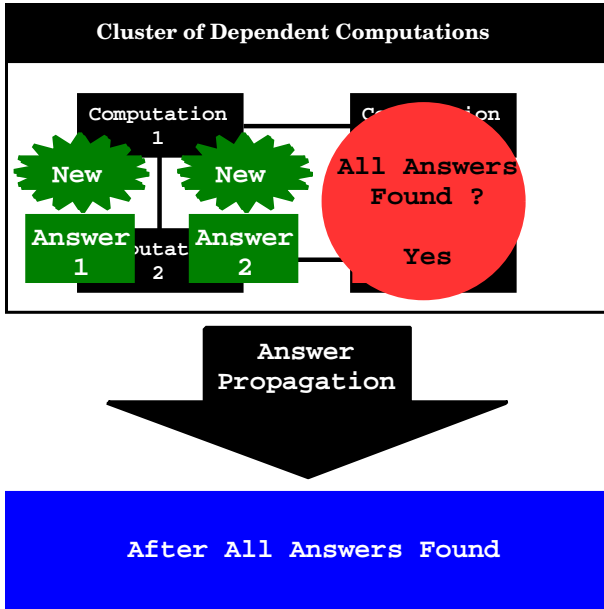 Cluster of Dependent Computations
Computation
1
New
New
All Answers
Found ?
Yes
Answer
1
Answer
2
2
Answer
Propagation
After All Answers Found